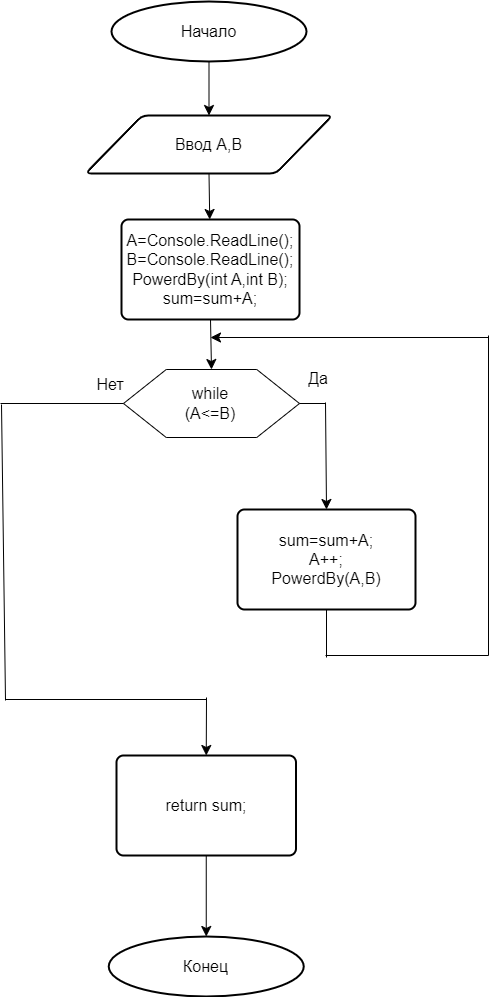 Начало
Ввод A,B
A=Console.ReadLine();
B=Console.ReadLine();
PowerdBy(int A,int B);
sum=sum+A;
Нет
Да
while
(A<=B)
sum=sum+A;
A++;
PowerdBy(A,B)
return sum;
Конец